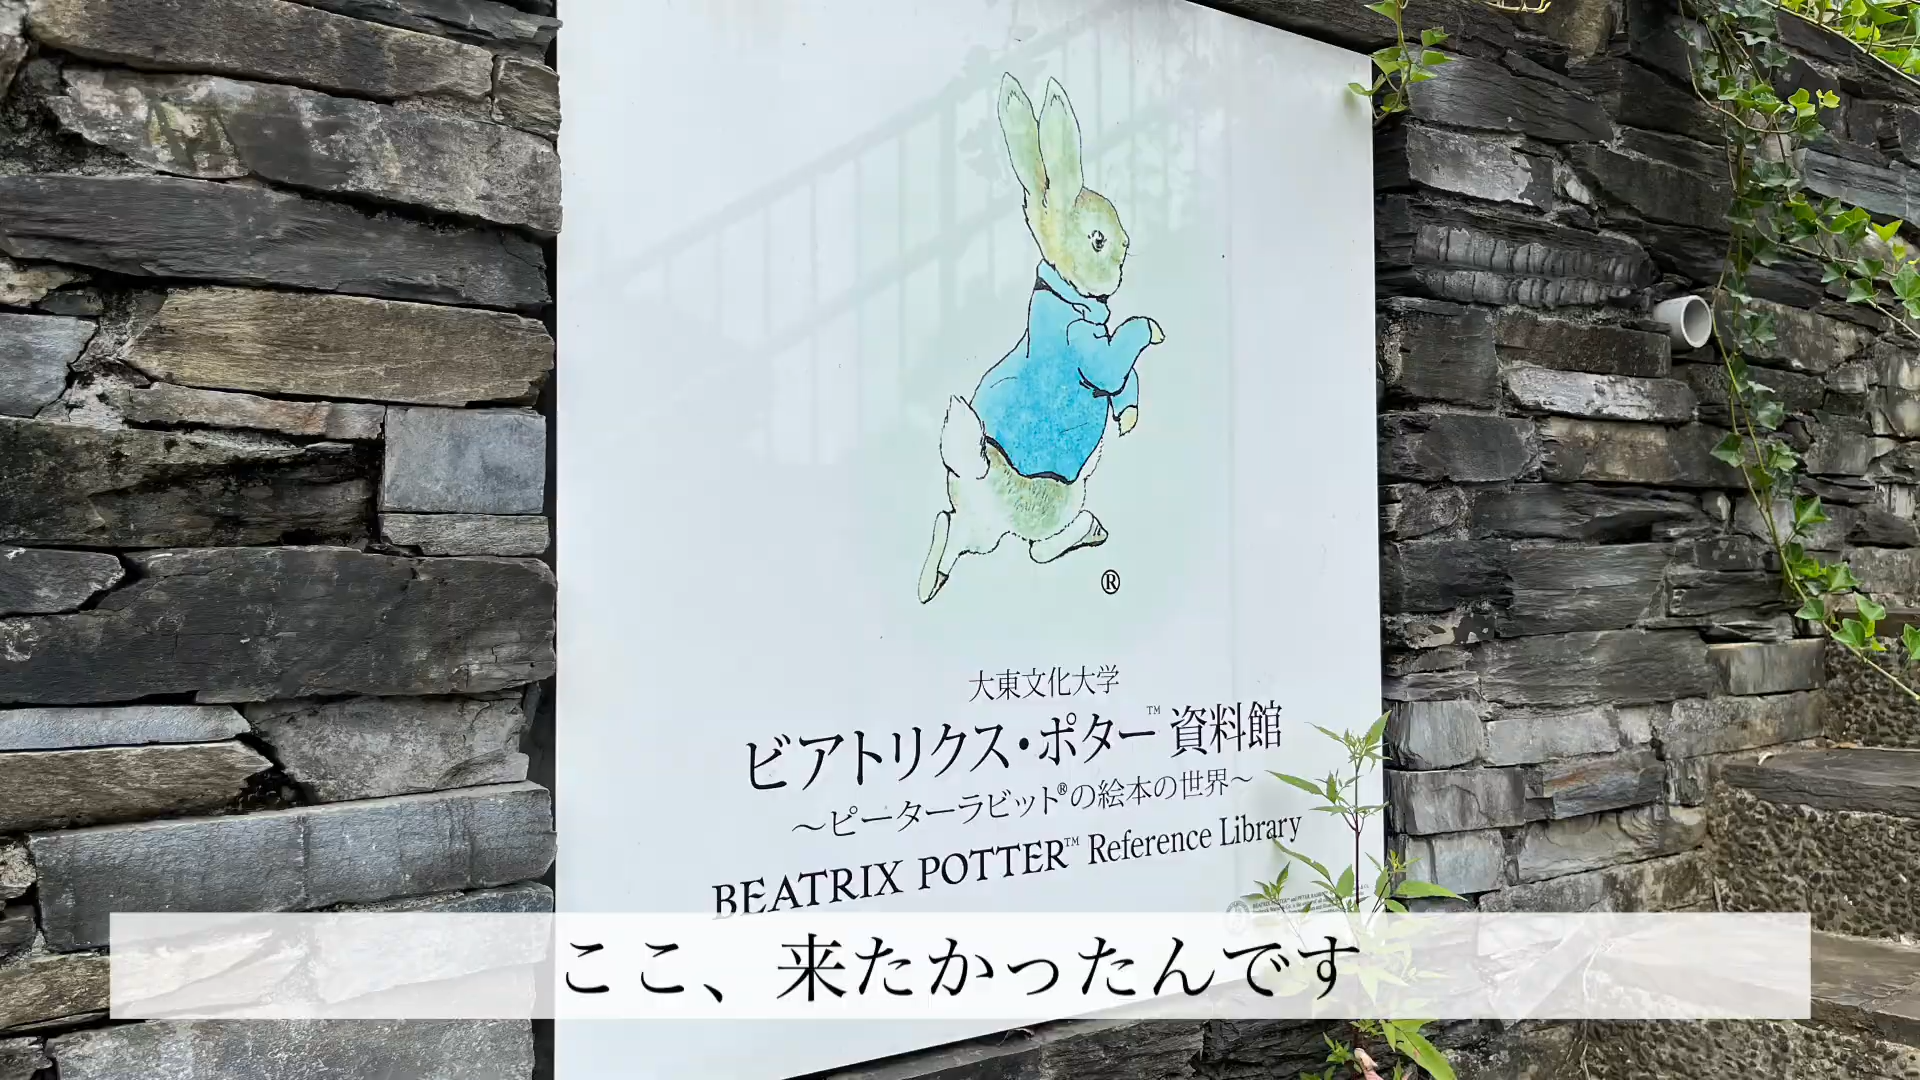 ®
大東文化大学
ビアトリクス・ポター™資料館
～ピーターラビット®の絵本の世界～
BEATRIX POTTER™ Reference Library
ここ、来たかったんです